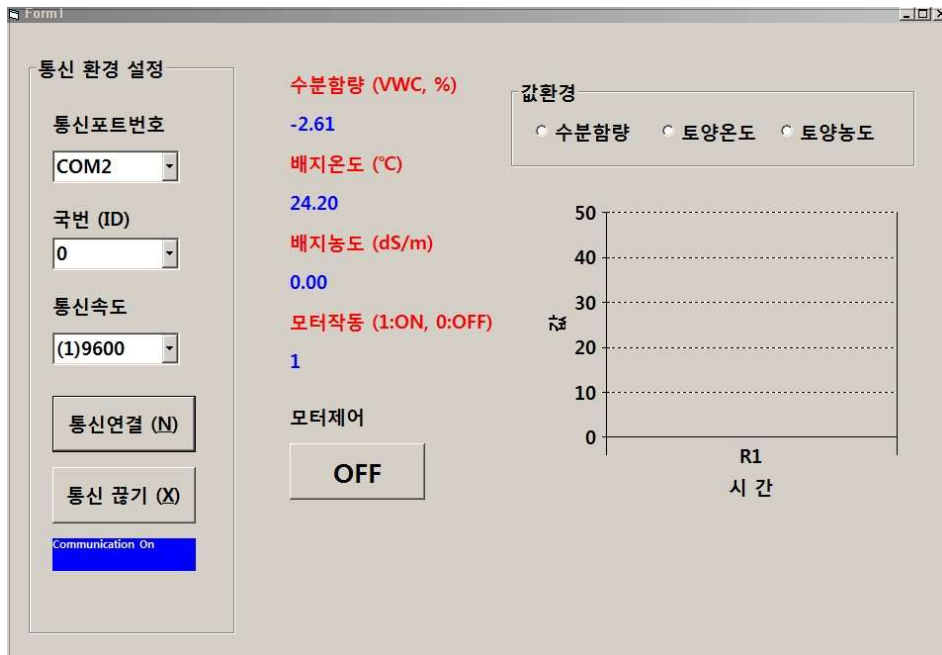 Form1
통신 환경 설정
통신포트번호
COM2
국번 (ID)
0
통신속도
(1)9600
통신연결 (N)
통신 끊기 (X)
Communication On
수분함량 (VWC, %)
-2.61
배지온도 (℃)
24.20
배지농도 (dS/m)
0.00
모터작동 (1:ON, 0:OFF)
1
모터제어
OFF
값환경
수분함량 토양온도 토양농도
50
40
30
20
10
0
값
R1
시 간